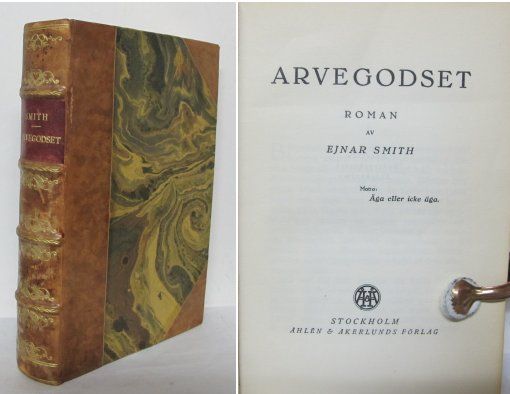 SMITH
ARVEGODSET
ARVEGODSET
ROMAN
AV
EJNAR SMITH
Motto:
Äga eller icke äga.
STOCKHOLM
ÅHLÉN & ÅKERLUNDS FÖRLAG